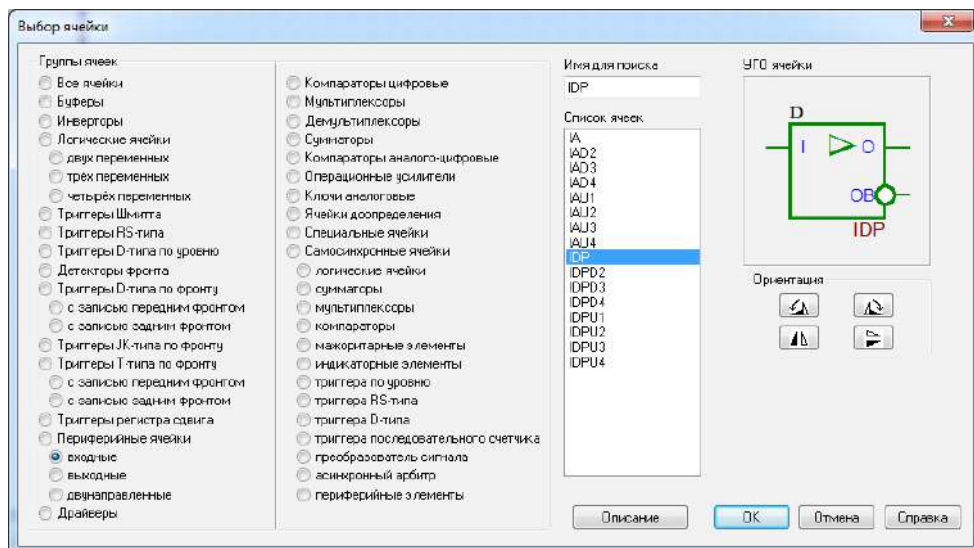 Выбор ячейки
Группы ячеек
Все ячейки
Буферы
Инверторы
Логические ячейки
двух переменных
трёх переменных
четырёх переменных
Триггеры Шмитта
Триггеры RS-типа
Триггеры D-типа по уровню
Детекторы фронта
Триггеры D-типа по фронту
с записью передним фронтом
с записью задним фронтом
Триггеры JK-типа по фронту
Триггеры T-типа по фронту
с записью передним фронтом
с записью задним фронтом
Триггеры регистра сдвига
Периферийные ячейки
входные
выходные
двунаправленные
Драйверы
Компараторы цифровые
Мультиплексоры
Демультиплексоры
Сумматоры
Компараторы аналого-цифровые
Операционные усилители
Ключи аналоговые
Ячейки доопределения
Специальные ячейки
Самосинхронные ячейки
логические ячейки
сумматоры
мультиплексоры
компараторы
мажоритарные элементы
индикаторные элементы
триггера по уровню
триггера RS-типа
триггера D-типа
триггера последовательного счетчика
преобразователь сигнала
асинхронный арбитр
периферийные элементы
Имя для поиска
IDP
Список ячеек
IA
IAD2
IAD3
IAD4
IAU1
IAU2
IAU3
IAU4
IDP
IDPD2
IDPD3
IDPD4
IDPU1
IDPU2
IDPU3
IDPU4
УГО ячейки
D
I O
OB
IDP
Ориентация
Описание
OK
Отмена
Справка